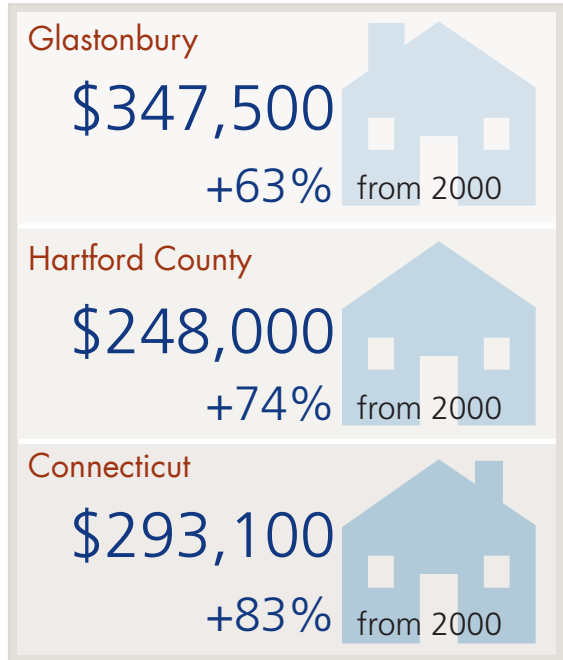 Glastonbury
$347,500
+63% from 2000
Hartford County
$248,000
+74% from 2000
Connecticut
$293,100
+83% from 2000